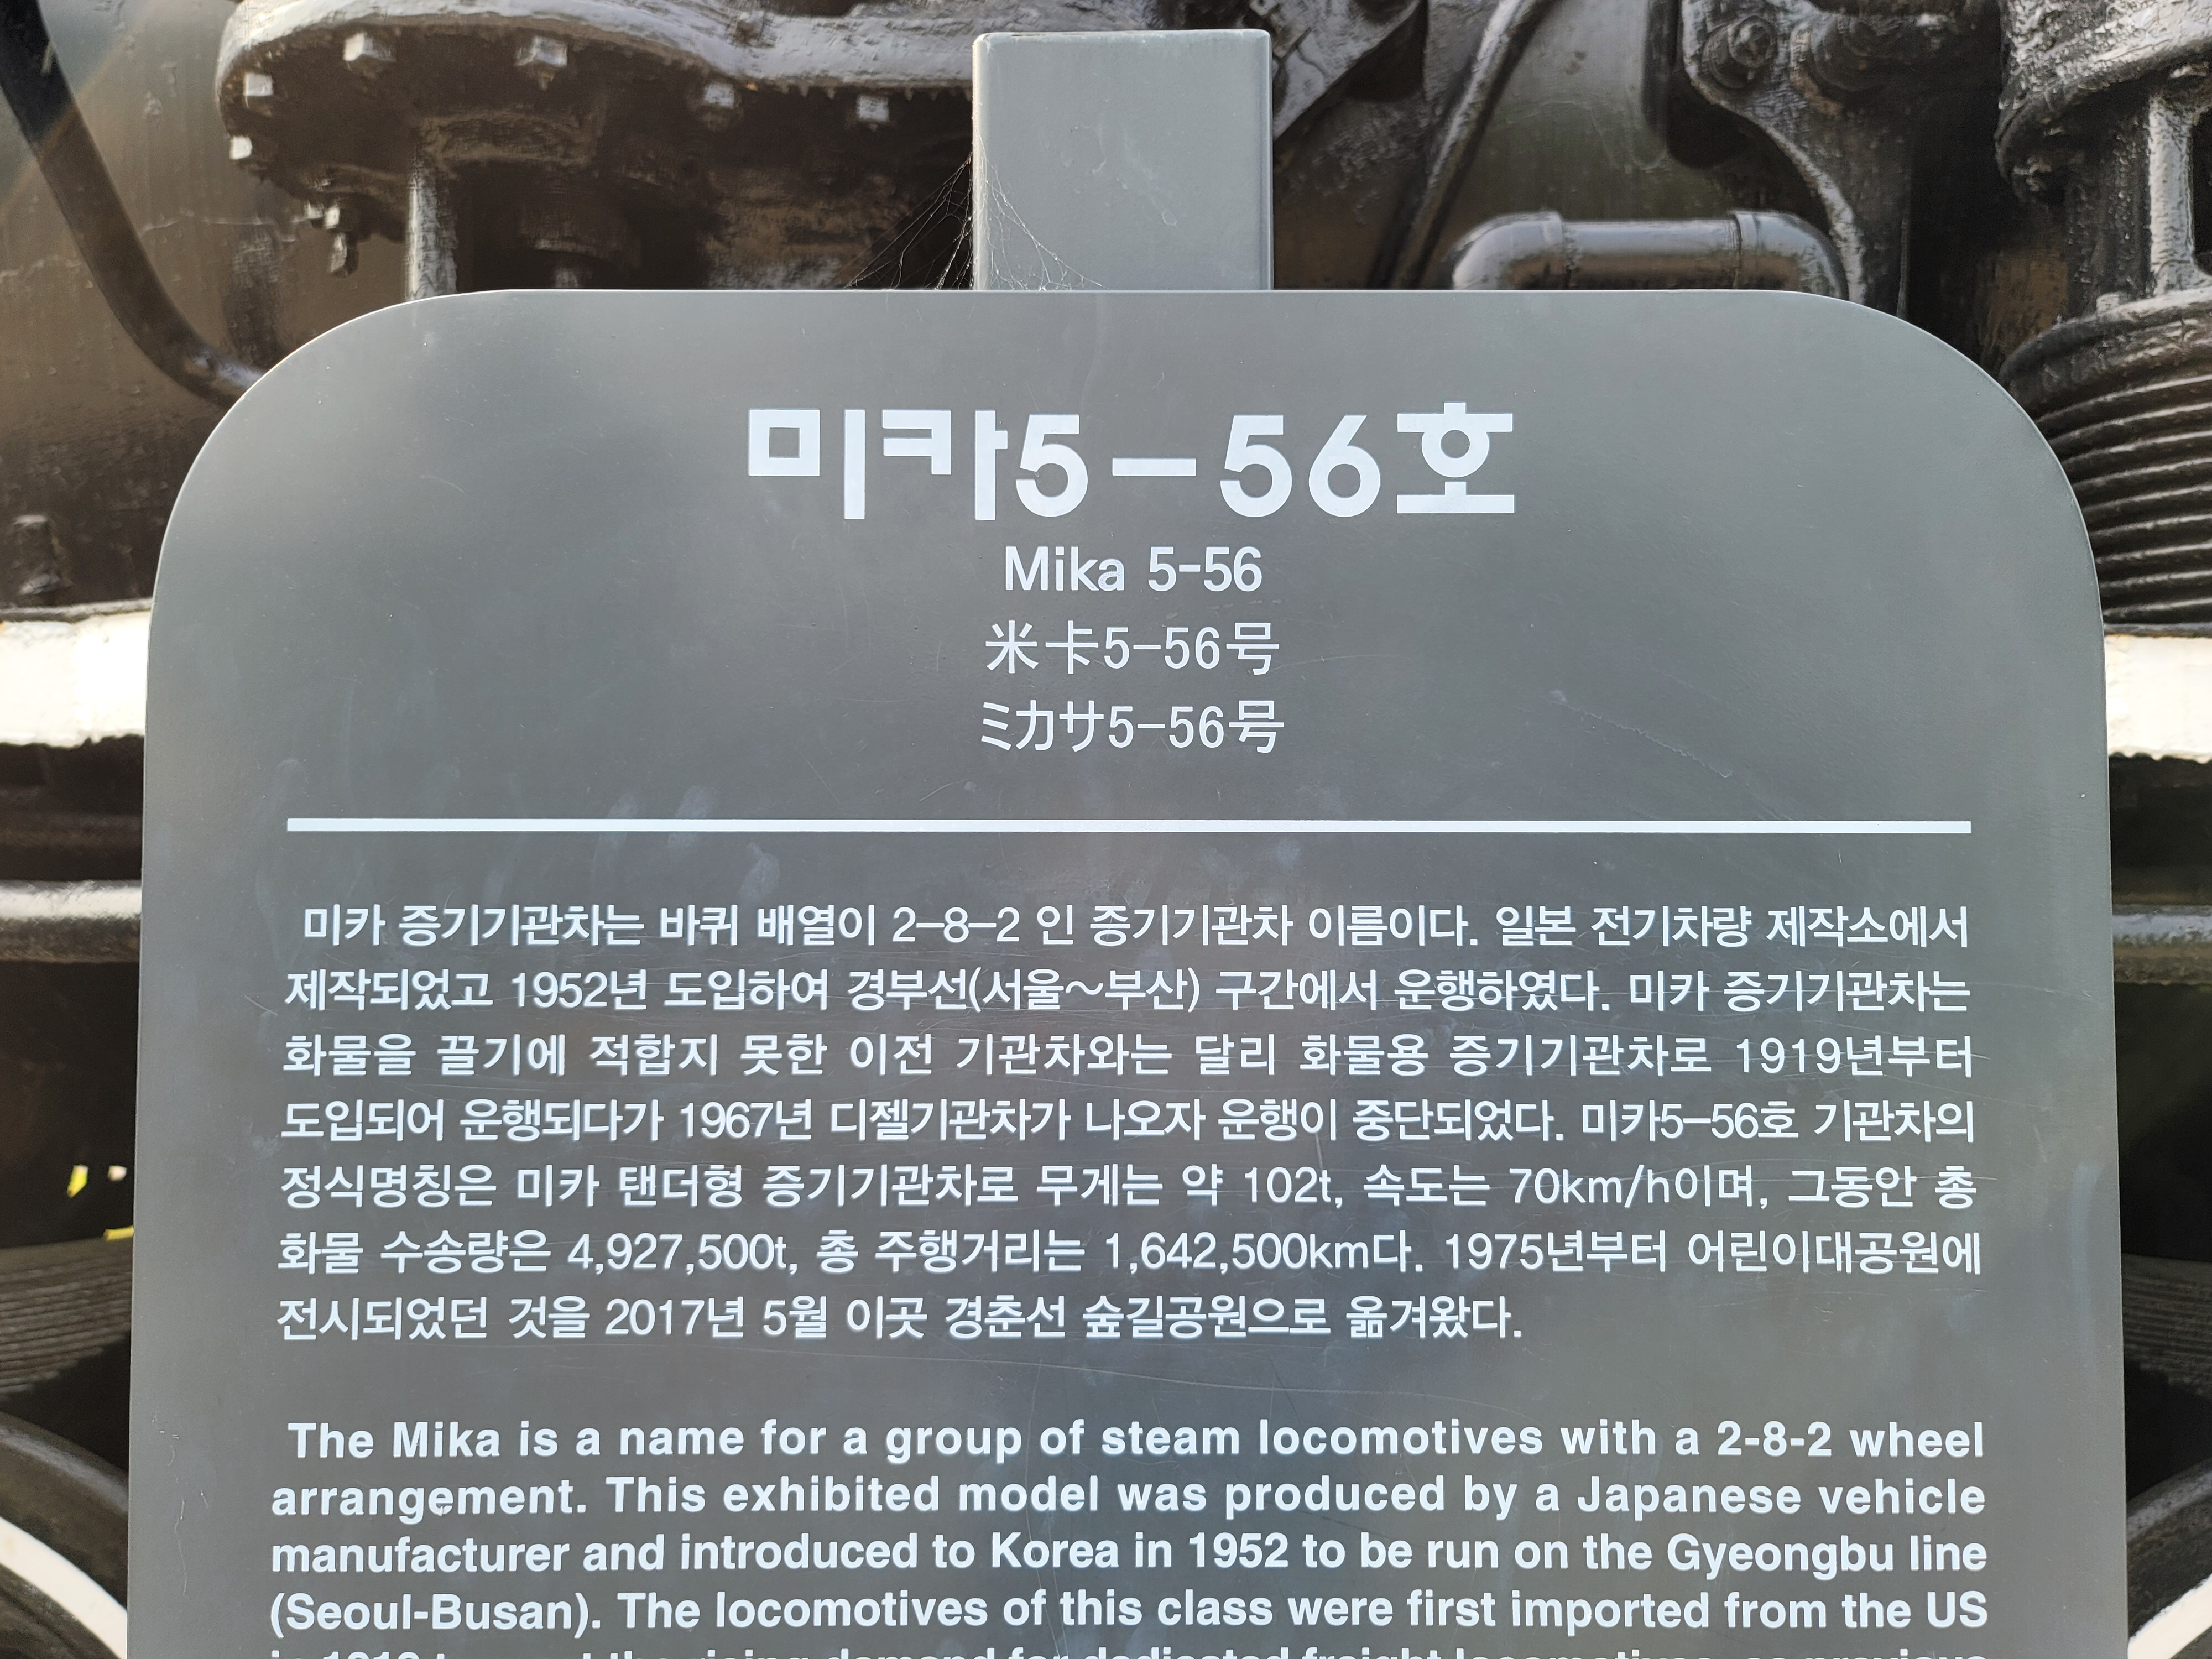 미카5-56호
Mika 5-56
米卡5-56号
ミカサ5-56号
미카 증기기관차는 바퀴 배열이 2-8-2 인 증기기관차 이름이다. 일본 전기차량 제작소에서
제작되었고 1952년 도입하여 경부선(서울~부산) 구간에서 운행하였다. 미카 증기기관차는
화물을 끌기에 적합지 못한 이전 기관차와는 달리 화물용 증기기관차로 1919년부터
도입되어 운행되다가 1967년 디젤기관차가 나오자 운행이 중단되었다. 미카5-56호 기관차의
정식명칭은 미카 탠더형 증기기관차로 무게는 약 102t, 속도는 70km/h이며, 그동안 총
화물 수송량은 4,927,500t, 총 주행거리는 1,642,500km다. 1975년부터 어린이대공원에
전시되었던 것을 2017년 5월 이곳 경춘선 숲길공원으로 옮겨왔다.
The Mika is a name for a group of steam locomotives with a 2-8-2 wheel
arrangement. This exhibited model was produced by a Japanese vehicle
manufacturer and introduced to Korea in 1952 to be run on the Gyeongbu line
(Seoul-Busan). The locomotives of this class were first imported from the US